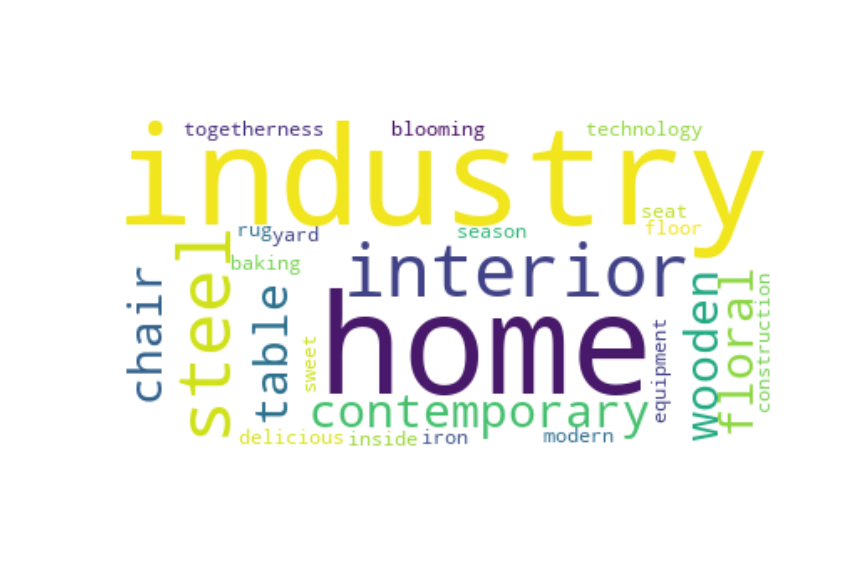 togetherness
blooming
technology
industry
seat
rug
yard
season
floor
steel
baking
interior
chair
table
home
wooden
floral
construction
sweet
equipment
contemporary
delicious
inside
iron
modern